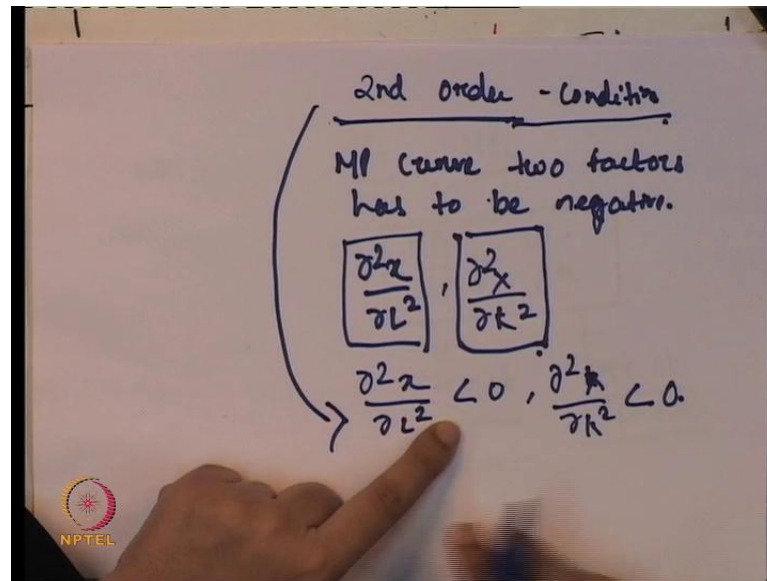 2nd order - Condition
MP Curve two factors
has to be negative.
∂²x/∂L² , ∂²x/∂k²
∂²x/∂L² < 0 , ∂²x/∂k² < 0.
NPTEL